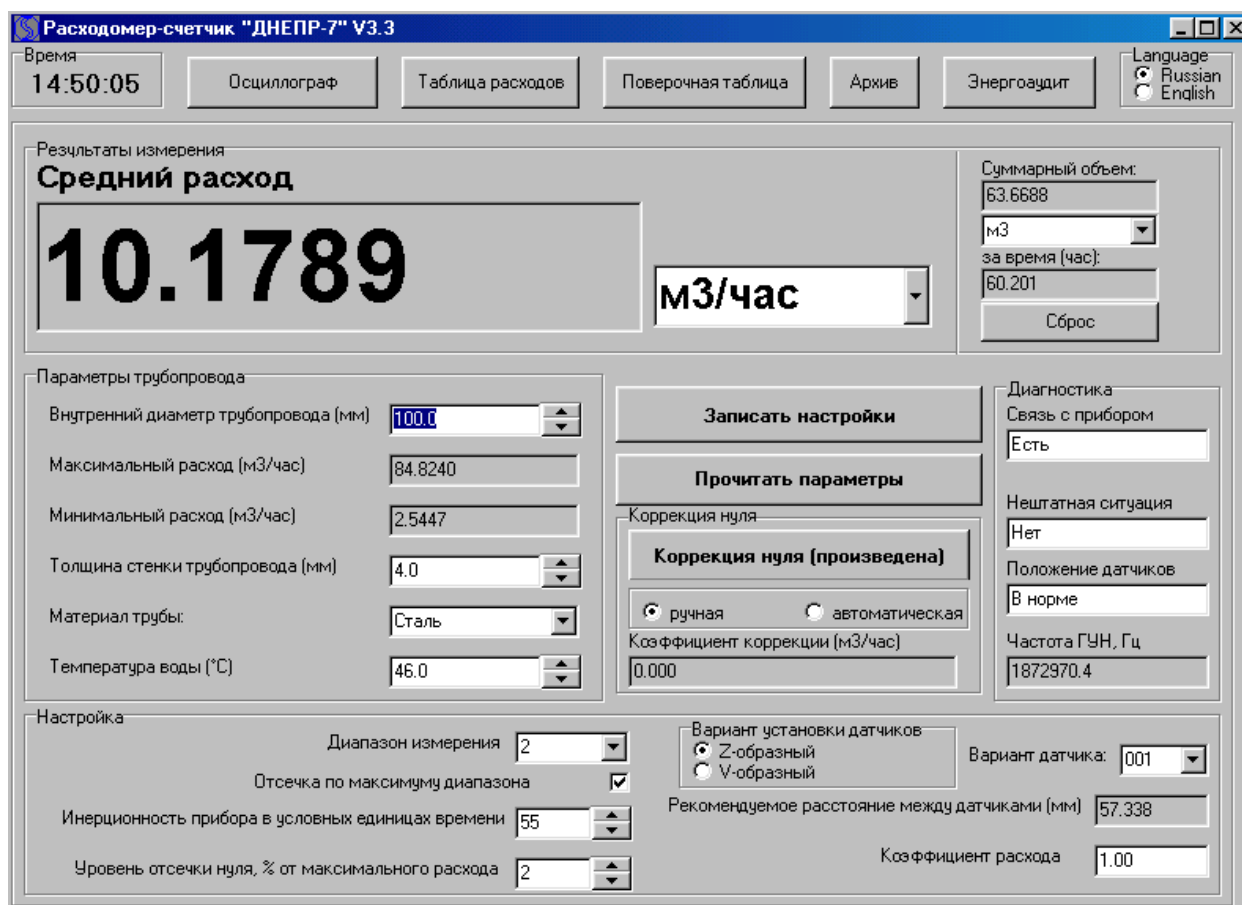 Расходомер-счетчик "ДНЕПР-7" V3.3
Время
14:50:05
Осциллограф
Таблица расходов
Поверочная таблица
Архив
Энергоаудит
Language
Russian
English
Результаты измерения
Средний расход
10.1789
м3/час
Суммарный объем:
63.6688
м3
за время (час):
60.201
Сброс
Параметры трубопровода
Внутренний диаметр трубопровода (мм) 100.0
Максимальный расход (м3/час) 84.8240
Минимальный расход (м3/час) 2.5447
Толщина стенки трубопровода (мм) 4.0
Материал трубы: Сталь
Температура воды (°С) 46.0
Записать настройки
Прочитать параметры
Коррекция нуля
Коррекция нуля (произведена)
ручная автоматическая
Коэффициент коррекции (м3/час)
0.000
Диагностика
Связь с прибором
Есть
Нештатная ситуация
Нет
Положение датчиков
В норме
Частота ГУН, Гц
1872970.4
Настройка
Диапазон измерения 2
Отсечка по максимуму диапазона
Инерционность прибора в условных единицах времени 55
Уровень отсечки нуля, % от максимального расхода 2
Вариант установки датчиков
Z-образный
V-образный
Вариант датчика: 001
Рекомендуемое расстояние между датчиками (мм) 57.338
Коэффициент расхода 1.00